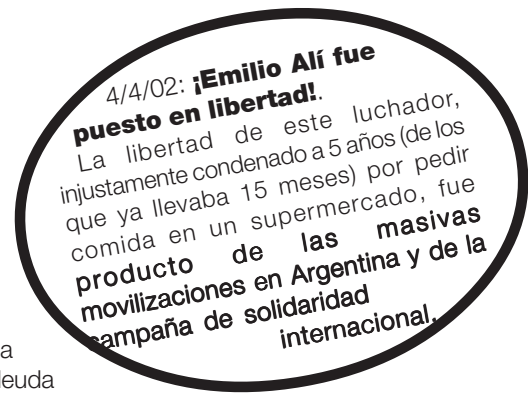 4/4/02: ¡Emilio Alí fue
puesto en libertad!.
La libertad de este luchador,
injustamente condenado a 5 años (de los
que ya llevaba 15 meses) por pedir
comida en un supermercado, fue
producto de las masivas
movilizaciones en Argentina y de la
campaña de solidaridad
internacional.
a